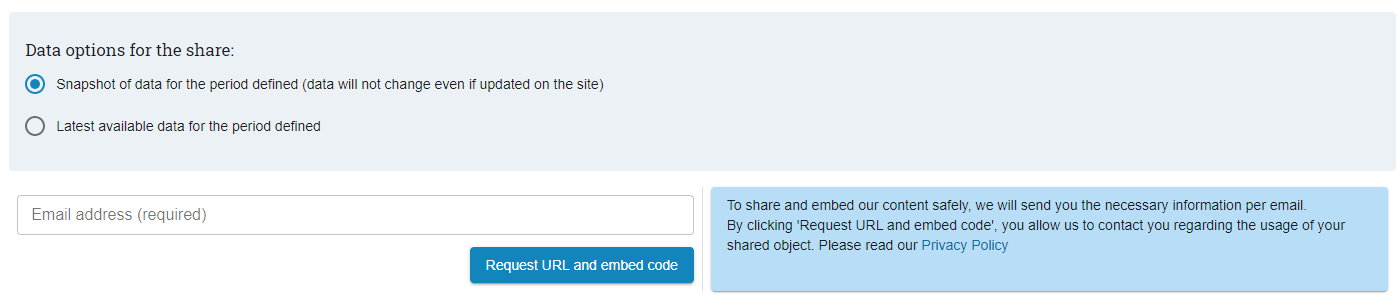 Data options for the share:
Snapshot of data for the period defined (data will not change even if updated on the site)
Latest available data for the period defined
Email address (required)
Request URL and embed code
To share and embed our content safely, we will send you the necessary information per email.
By clicking 'Request URL and embed code', you allow us to contact you regarding the usage of your
shared object. Please read our Privacy Policy